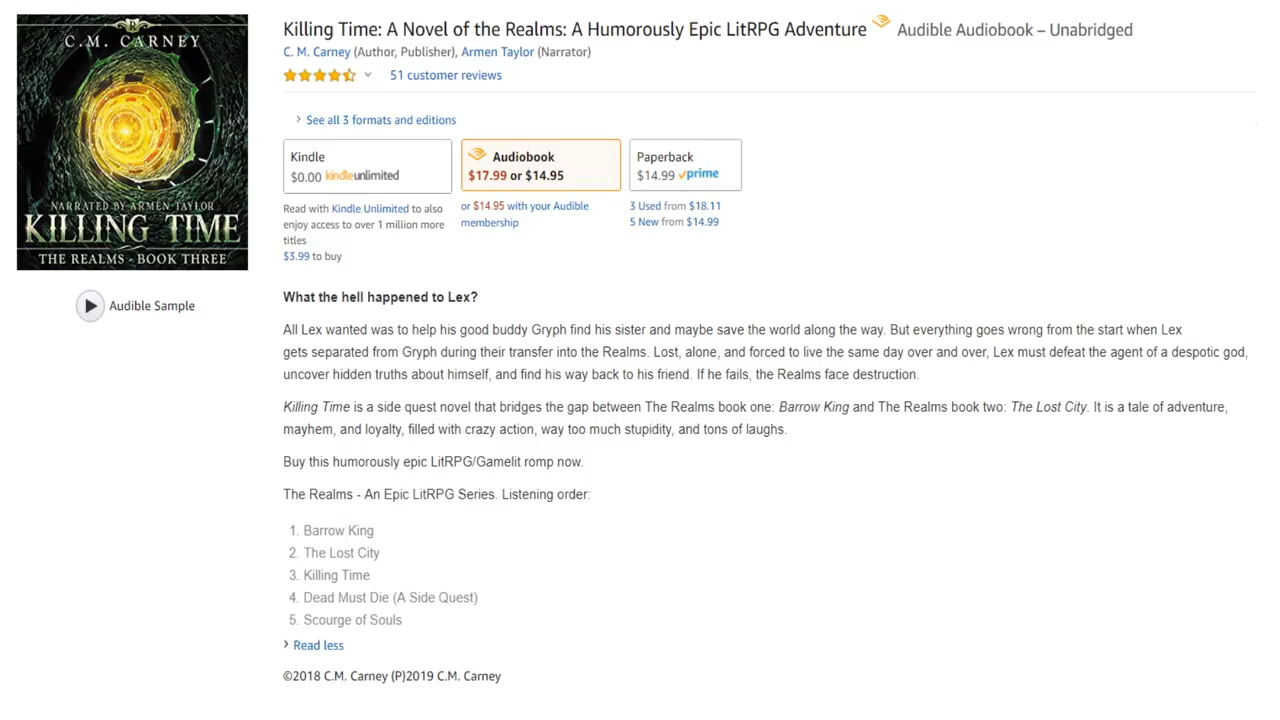 C.M. CARNEY
NARRATED BY ARMEN TAYLOR
KILLING TIME
THE REALMS - BOOK THREE
Audible Sample
Killing Time: A Novel of the Realms: A Humorously Epic LitRPG Adventure Audible Audiobook – Unabridged
C. M. Carney (Author, Publisher), Armen Taylor (Narrator)
51 customer reviews
See all 3 formats and editions
Kindle
$0.00 kindleunlimited
Read with Kindle Unlimited to also
enjoy access to over 1 million more
titles
$3.99 to buy
Audiobook
$17.99 or $14.95
or $14.95 with your Audible
membership
Paperback
$14.99 prime
3 Used from $18.11
5 New from $14.99
What the hell happened to Lex?
All Lex wanted was to help his good buddy Gryph find his sister and maybe save the world along the way. But everything goes wrong from the start when Lex
gets separated from Gryph during their transfer into the Realms. Lost, alone, and forced to live the same day over and over, Lex must defeat the agent of a despotic god,
uncover hidden truths about himself, and find his way back to his friend. If he fails, the Realms face destruction.
Killing Time is a side quest novel that bridges the gap between The Realms book one: Barrow King and The Realms book two: The Lost City. It is a tale of adventure,
mayhem, and loyalty, filled with crazy action, way too much stupidity, and tons of laughs.
Buy this humorously epic LitRPG/Gamelit romp now.
The Realms - An Epic LitRPG Series. Listening order:
1. Barrow King
2. The Lost City
3. Killing Time
4. Dead Must Die (A Side Quest)
5. Scourge of Souls
Read less
©2018 C.M. Carney (P)2019 C.M. Carney